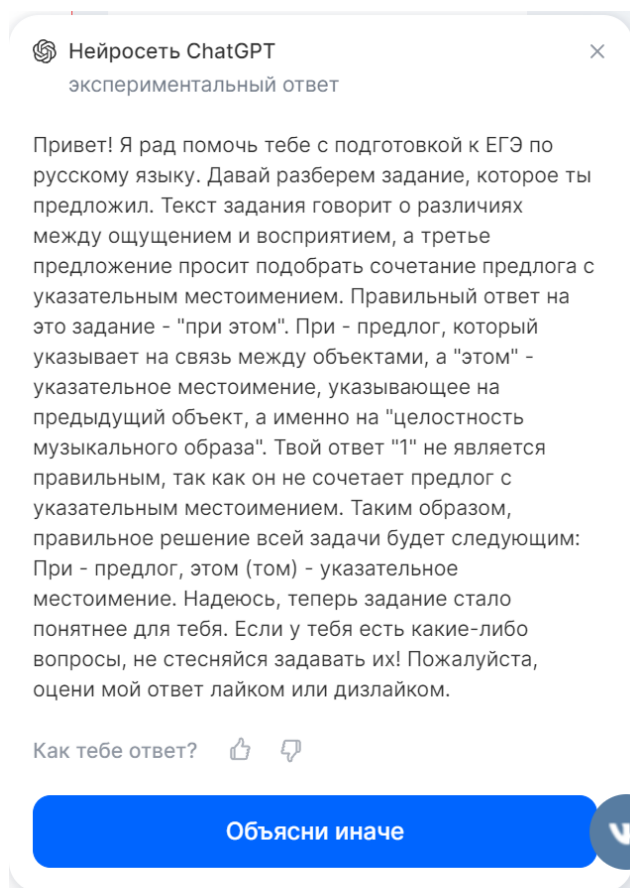 Нейросеть ChatGPT
экспериментальный ответ
Привет! Я рад помочь тебе с подготовкой к ЕГЭ по
русскому языку. Давай разберем задание, которое ты
предложил. Текст задания говорит о различиях
между ощущением и восприятием, а третье
предложение просит подобрать сочетание предлога с
указательным местоимением. Правильный ответ на
это задание - "при этом". При - предлог, который
указывает на связь между объектами, а "этом" -
указательное местоимение, указывающее на
предыдущий объект, а именно на "целостность
музыкального образа". Твой ответ "1" не является
правильным, так как он не сочетает предлог с
указательным местоимением. Таким образом,
правильное решение всей задачи будет следующим:
При - предлог, этом (том) - указательное
местоимение. Надеюсь, теперь задание стало
понятнее для тебя. Если у тебя есть какие-либо
вопросы, не стесняйся задавать их! Пожалуйста,
оцени мой ответ лайком или дизлайком.
Как тебе ответ?
Объясни иначе